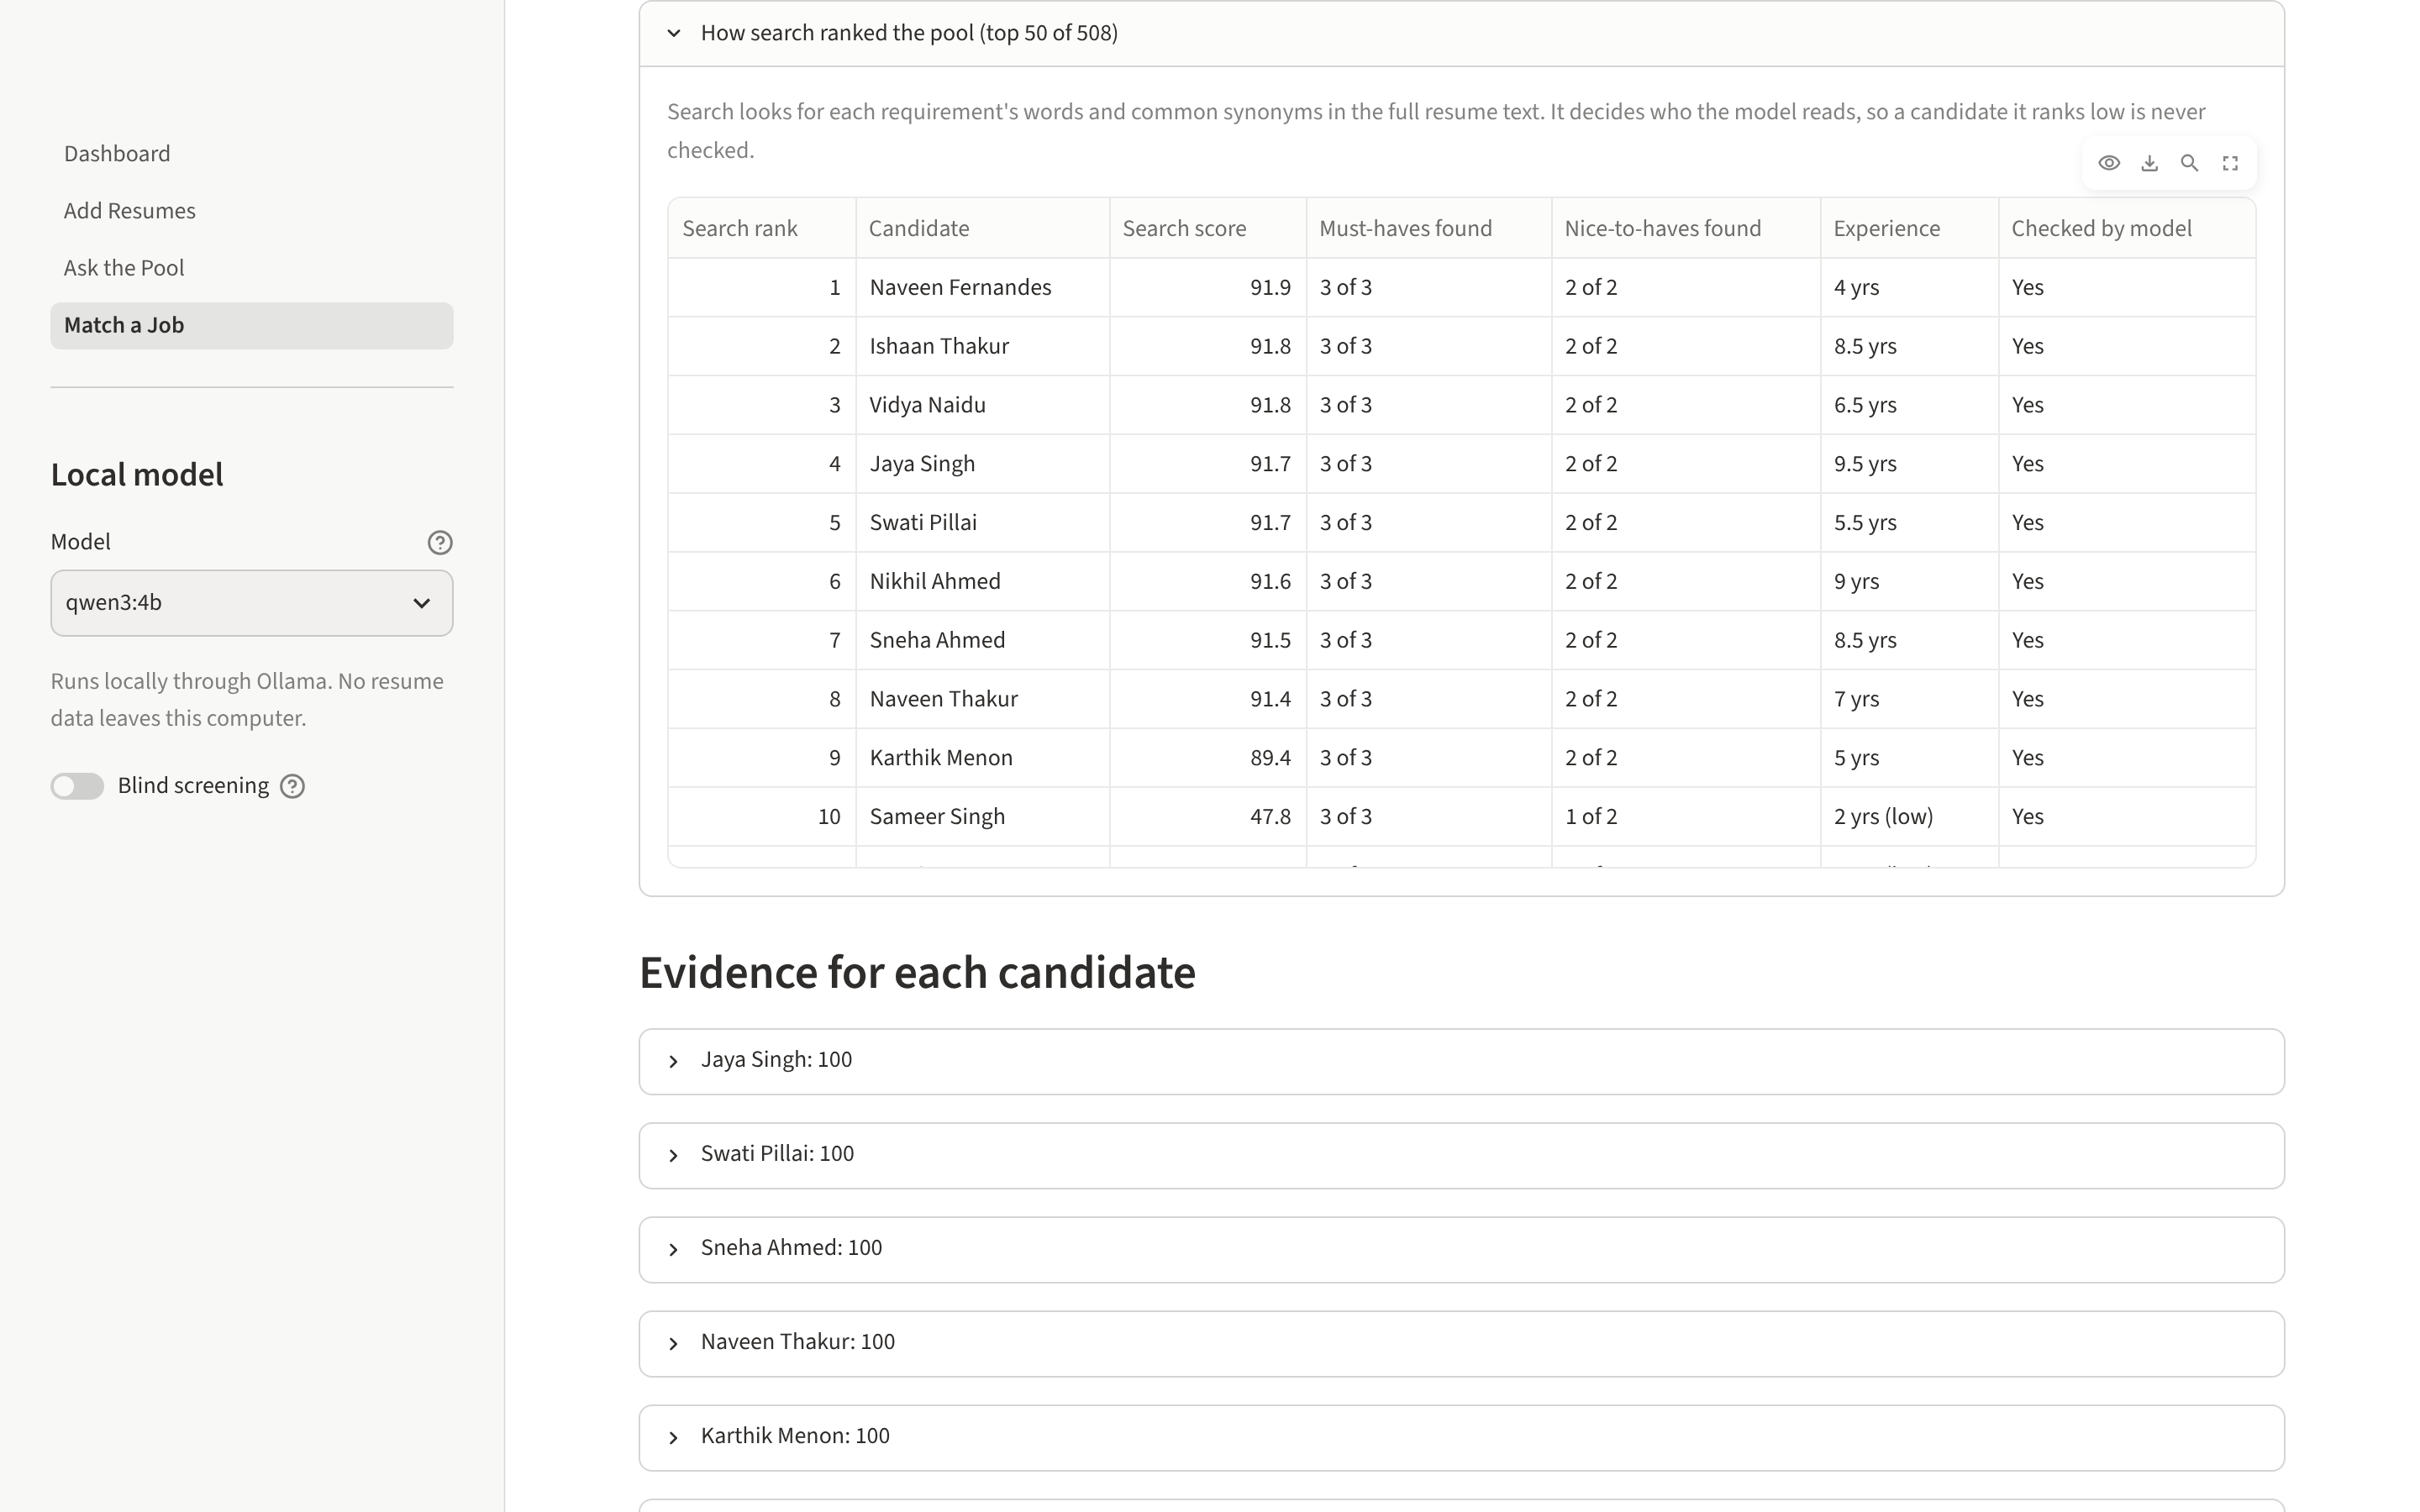 Dashboard
Add Resumes
Ask the Pool
Match a Job
Local model
Model
qwen3:4b
Runs locally through Ollama. No resume
data leaves this computer.
Blind screening
How search ranked the pool (top 50 of 508)
Search looks for each requirement's words and common synonyms in the full resume text. It decides who the model reads, so a candidate it ranks low is never
checked.
Search rank Candidate Search score Must-haves found Nice-to-haves found Experience Checked by model
1 Naveen Fernandes 91.9 3 of 3 2 of 2 4 yrs Yes
2 Ishaan Thakur 91.8 3 of 3 2 of 2 8.5 yrs Yes
3 Vidya Naidu 91.8 3 of 3 2 of 2 6.5 yrs Yes
4 Jaya Singh 91.7 3 of 3 2 of 2 9.5 yrs Yes
5 Swati Pillai 91.7 3 of 3 2 of 2 5.5 yrs Yes
6 Nikhil Ahmed 91.6 3 of 3 2 of 2 9 yrs Yes
7 Sneha Ahmed 91.5 3 of 3 2 of 2 8.5 yrs Yes
8 Naveen Thakur 91.4 3 of 3 2 of 2 7 yrs Yes
9 Karthik Menon 89.4 3 of 3 2 of 2 5 yrs Yes
10 Sameer Singh 47.8 3 of 3 1 of 2 2 yrs (low) Yes
Evidence for each candidate
Jaya Singh: 100
Swati Pillai: 100
Sneha Ahmed: 100
Naveen Thakur: 100
Karthik Menon: 100